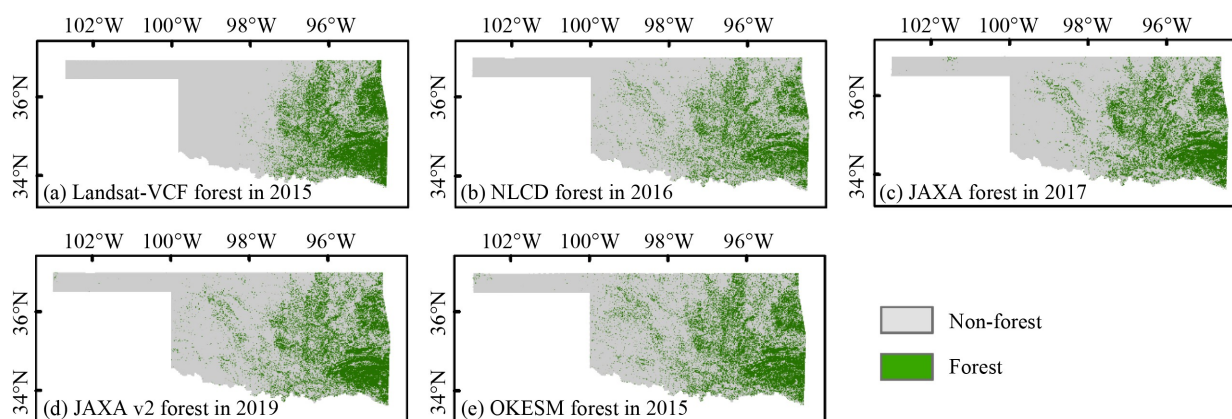 102°W 100°W 98°W 96°W
102°W 100°W 98°W 96°W
102°W 100°W 98°W 96°W
36°N
34°N
(a) Landsat-VCF forest in 2015
36°N
34°N
(b) NLCD forest in 2016
36°N
34°N
(c) JAXA forest in 2017
102°W 100°W 98°W 96°W
102°W 100°W 98°W 96°W
36°N
34°N
(d) JAXA v2 forest in 2019
36°N
34°N
(e) OKESM forest in 2015
Non-forest
Forest